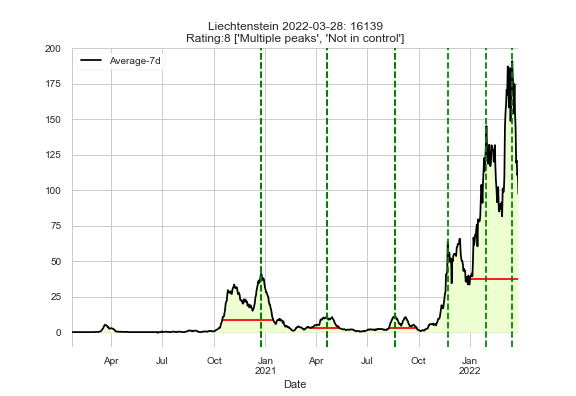 Liechtenstein 2022-03-28: 16139
Rating:8 ['Multiple peaks', 'Not in control']
200
Average-7d
175
150
125
100
75
50
25
0
Apr Jul Oct Jan Apr Jul Oct Jan
2021 2022
Date